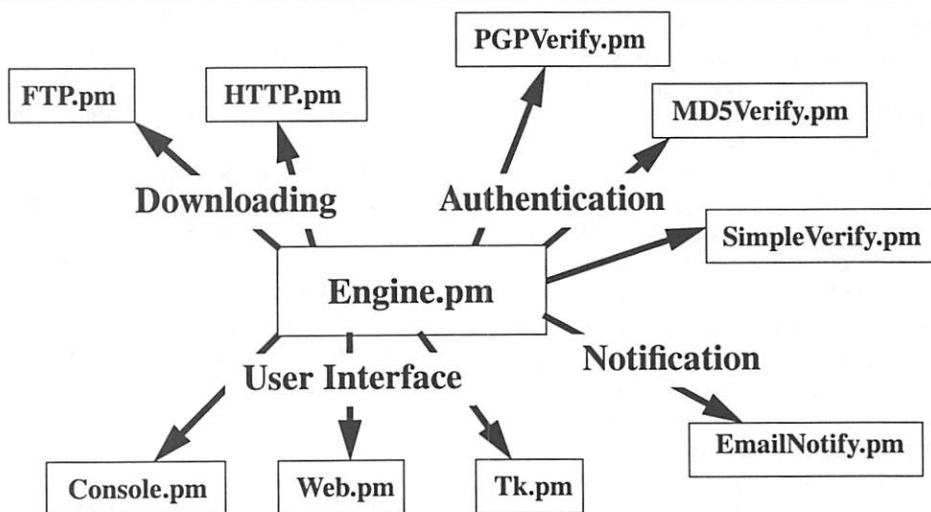 PGPVerify.pm
FTP.pm
HTTP.pm
MD5Verify.pm
Downloading
Authentication
SimpleVerify.pm
Engine.pm
Notification
User Interface
EmailNotify.pm
Console.pm
Web.pm
Tk.pm